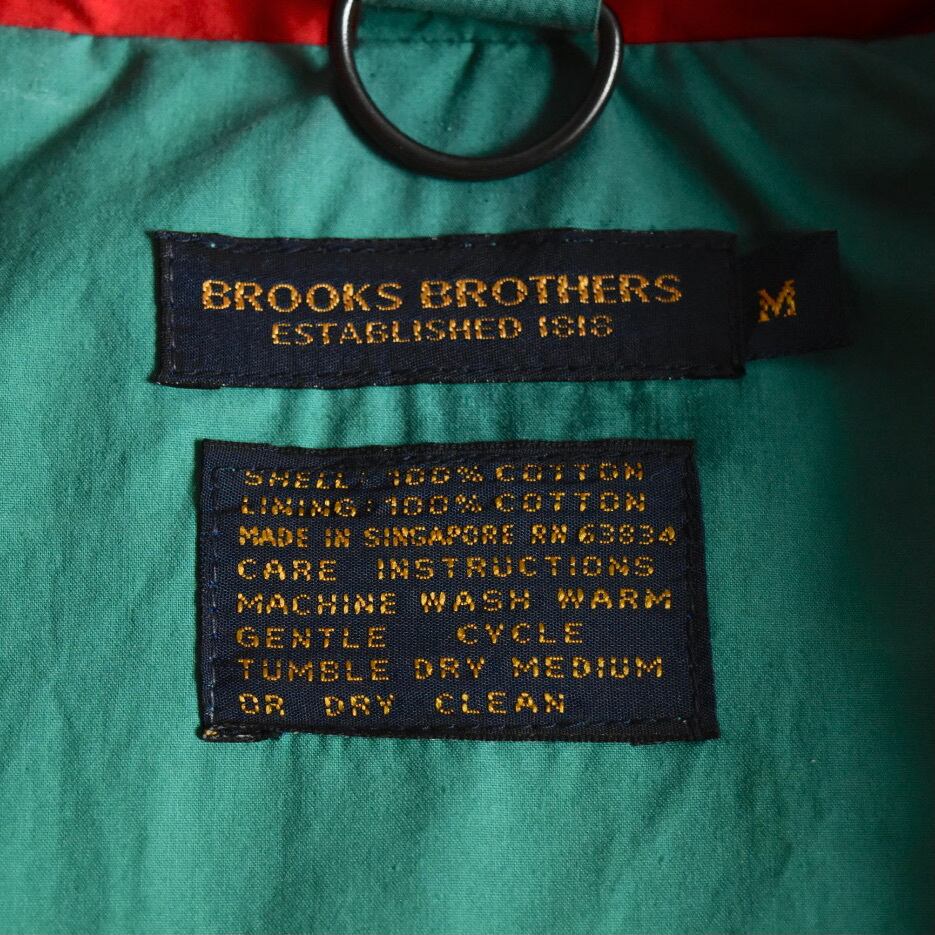 BROOKS BROTHERS
ESTABLISHED 1818
M
SHELL: 100% COTTON
LINING: 100% COTTON
MADE IN SINGAPORE RN 63834
CARE INSTRUCTIONS
MACHINE WASH WARM
GENTLE CYCLE
TUMBLE DRY MEDIUM
OR DRY CLEAN